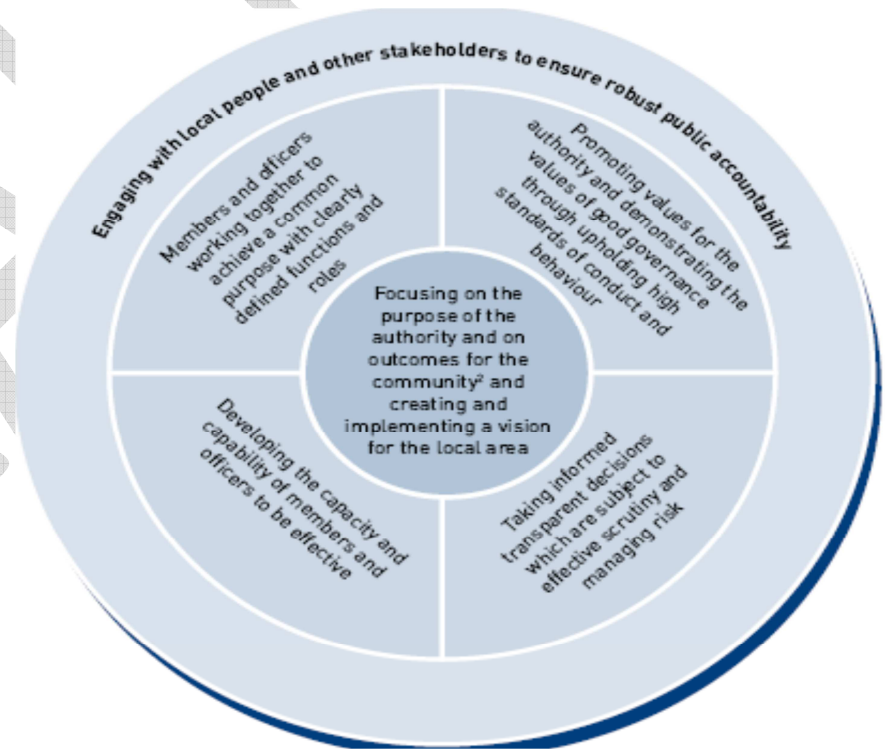 Engaging with local people and other stakeholders to ensure robust public accountability
Members and officers
working together to
achieve a common
purpose with clearly
defined functions and
roles
Promoting values for the
authority and demonstrating the
values of good governance
through upholding high
standards of conduct and
behaviour
Focusing on the
purpose of the
authority and on
outcomes for the
community² and
creating and
implementing a vision
for the local area
Developing the capacity and
capability of members and
officers to be effective
Taking informed
transparent decisions
which are subject to
effective scrutiny and
managing risk